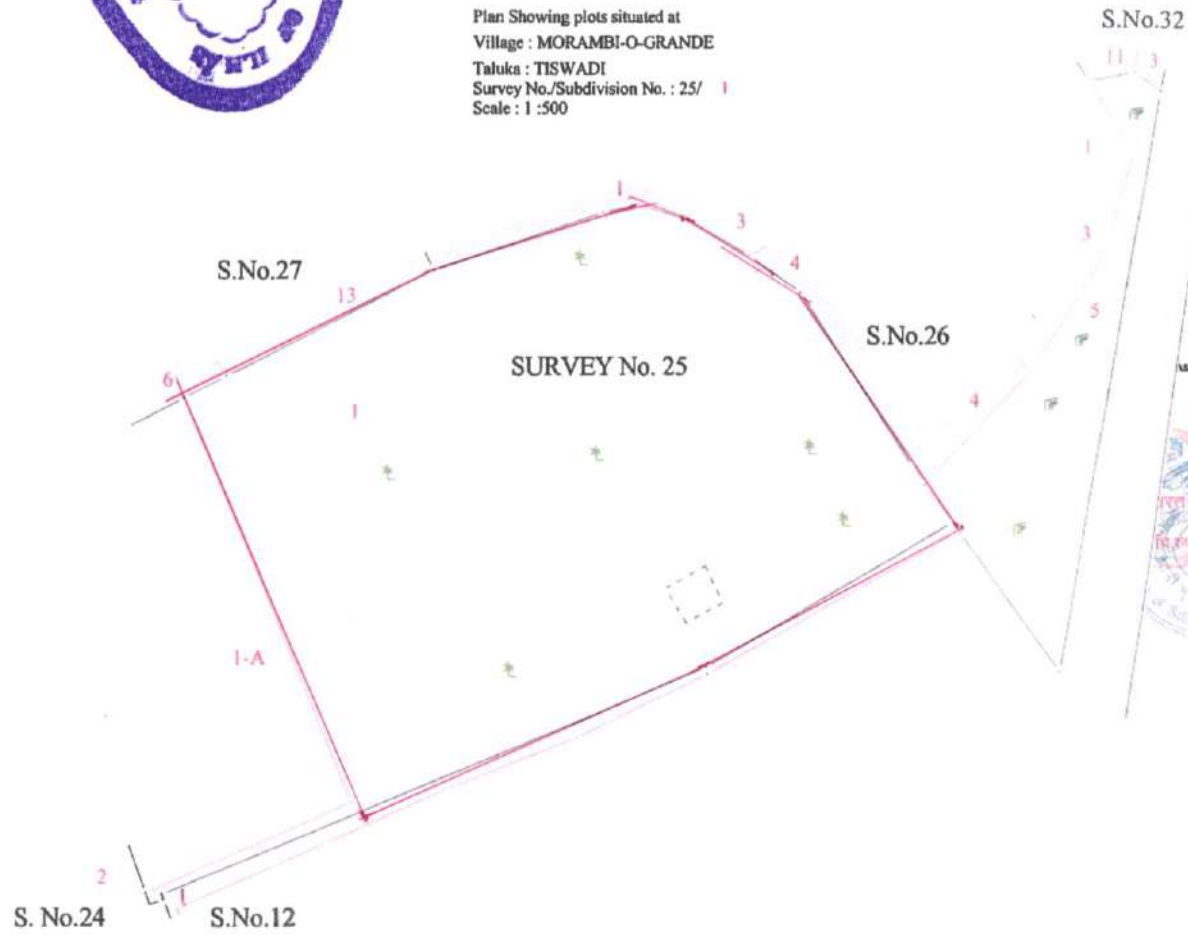 Plan Showing plots situated at
Village : MORAMBI-O-GRANDE
Taluka : TISWADI
Survey No./Subdivision No. : 25/ 1
Scale : 1 :500
S.No.32
11 3
1
3
5
4
1
3
4
S.No.27
13
S.No.26
6
SURVEY No. 25
1
1-A
2
1
S. No.24
S.No.12